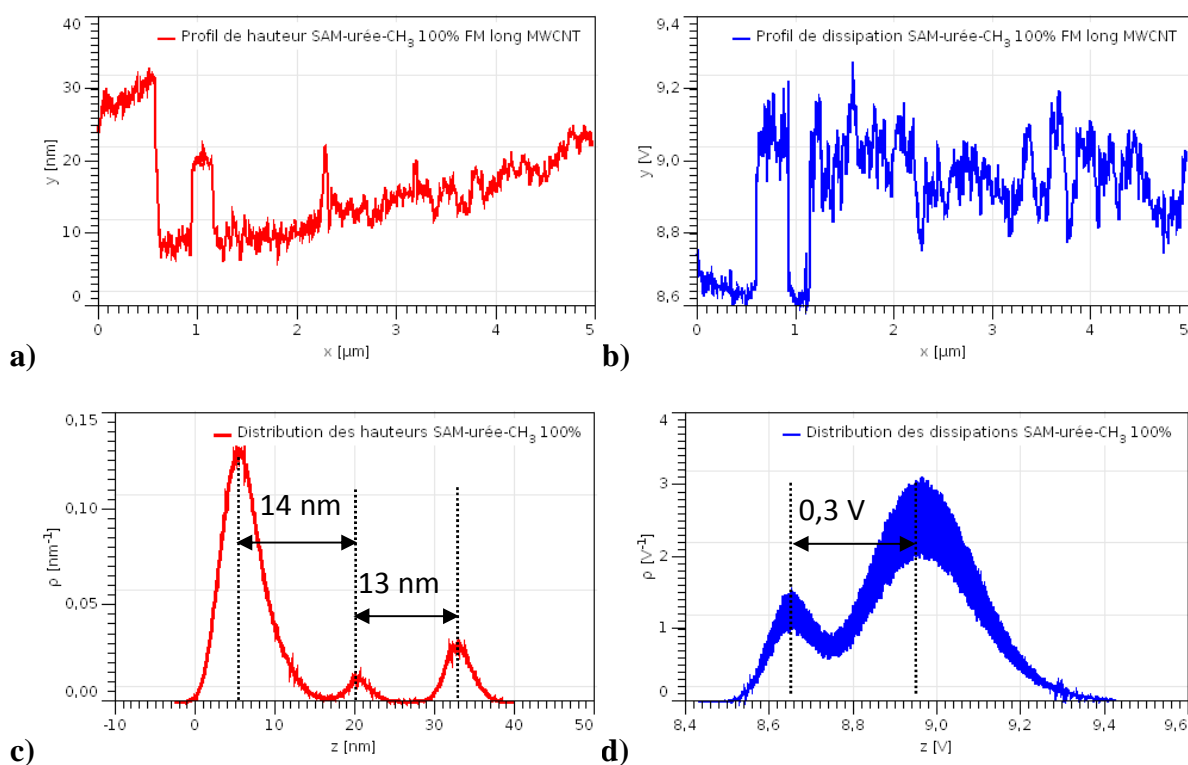 Profil de hauteur SAM-urée-CH₃ 100% FM long MWCNT
40
30
20
10
0
y [nm]
0 1 2 3 4 5
x [µm]
a)
Profil de dissipation SAM-urée-CH₃ 100% FM long MWCNT
9,4
9,2
9,0
8,8
8,6
y [V]
0 1 2 3 4 5
x [µm]
b)
Distribution des hauteurs SAM-urée-CH₃ 100%
0,15
0,10
0,05
0,00
ρ [nm⁻¹]
14 nm
13 nm
-10 0 10 20 30 40 50
z [nm]
c)
Distribution des dissipations SAM-urée-CH₃ 100%
4
3
2
1
0
ρ [V⁻¹]
0,3 V
8,4 8,6 8,8 9,0 9,2 9,4 9,6
z [V]
d)